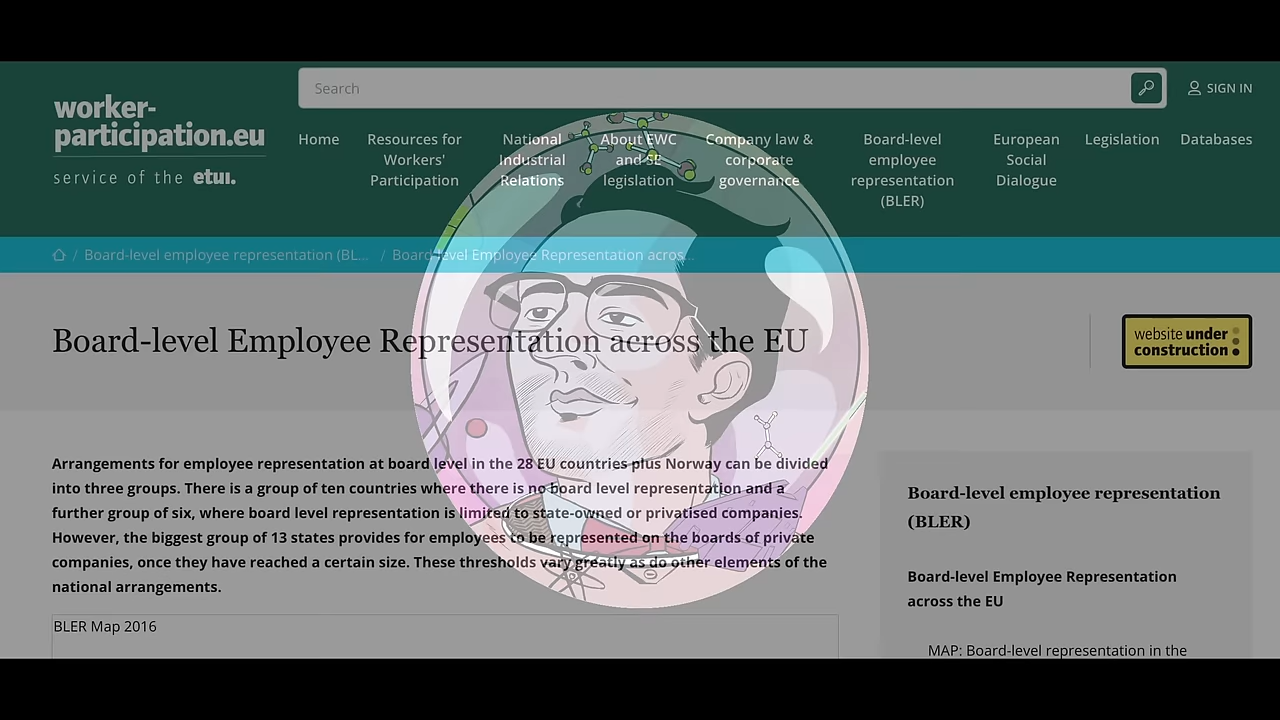 Search
SIGN IN
worker-
participation.eu
service of the etui.
Home
Resources for
Workers'
Participation
National
Industrial
Relations
About EWC
and SE
legislation
Company law &
corporate
governance
Board-level
employee
representation
(BLER)
European
Social
Dialogue
Legislation
Databases
/ Board-level employee representation (BL... / Board-level Employee Representation acros...
Board-level Employee Representation across the EU
website under
construction
Arrangements for employee representation at board level in the 28 EU countries plus Norway can be divided
into three groups. There is a group of ten countries where there is no board level representation and a
further group of six, where board level representation is limited to state-owned or privatised companies.
However, the biggest group of 13 states provides for employees to be represented on the boards of private
companies, once they have reached a certain size. These thresholds vary greatly as do other elements of the
national arrangements.
BLER Map 2016
Board-level employee representation
(BLER)
Board-level Employee Representation
across the EU
MAP: Board-level representation in the